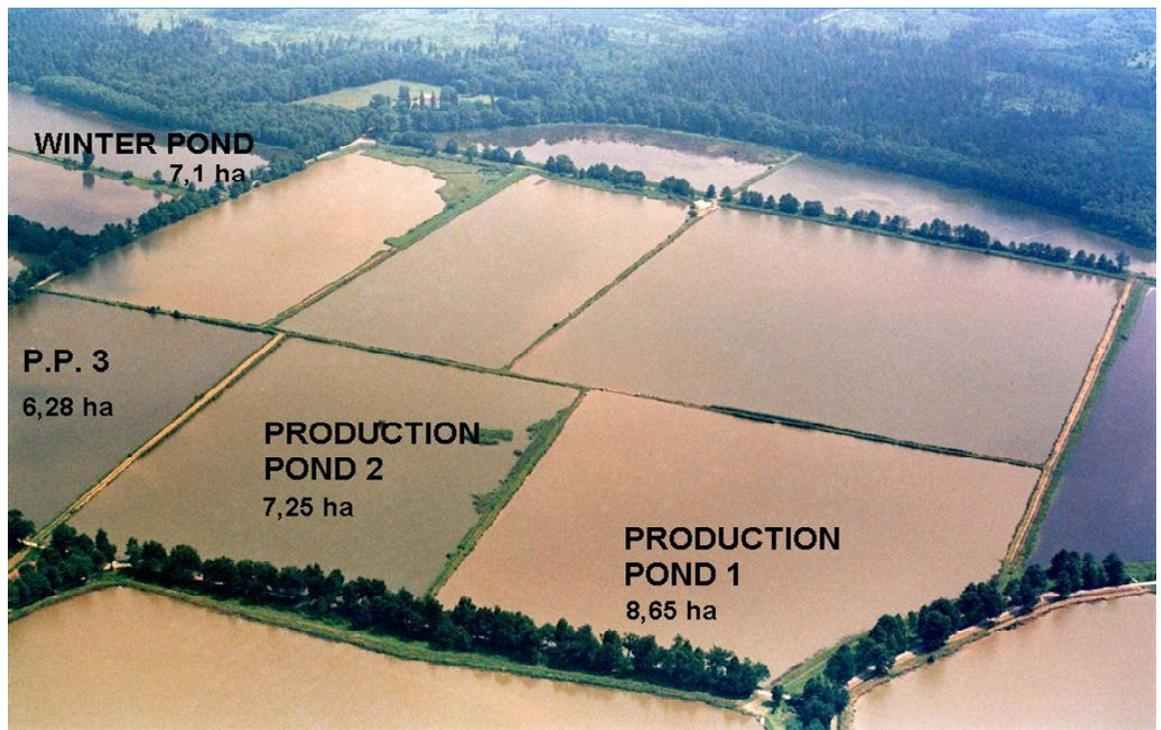 WINTER POND
7,1 ha
P.P. 3
6,28 ha
PRODUCTION
POND 2
7,25 ha
PRODUCTION
POND 1
8,65 ha